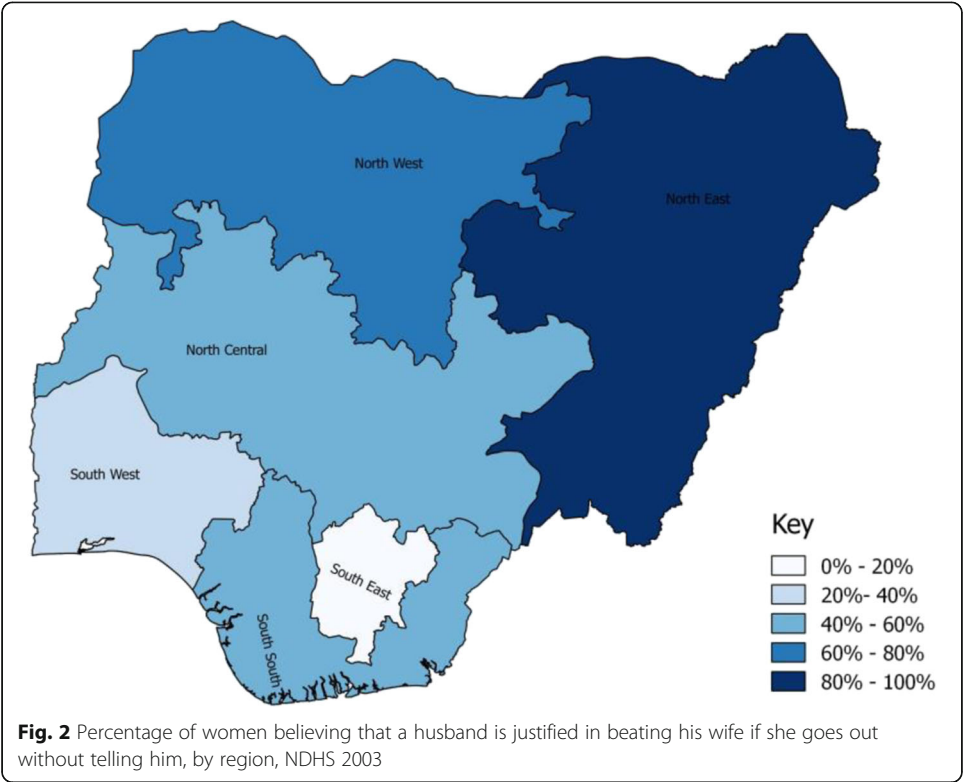 North West
North East
North Central
South West
South East
South South
Key
0% - 20%
20%- 40%
40% - 60%
60% - 80%
80% - 100%
Fig. 2 Percentage of women believing that a husband is justified in beating his wife if she goes out
without telling him, by region, NDHS 2003